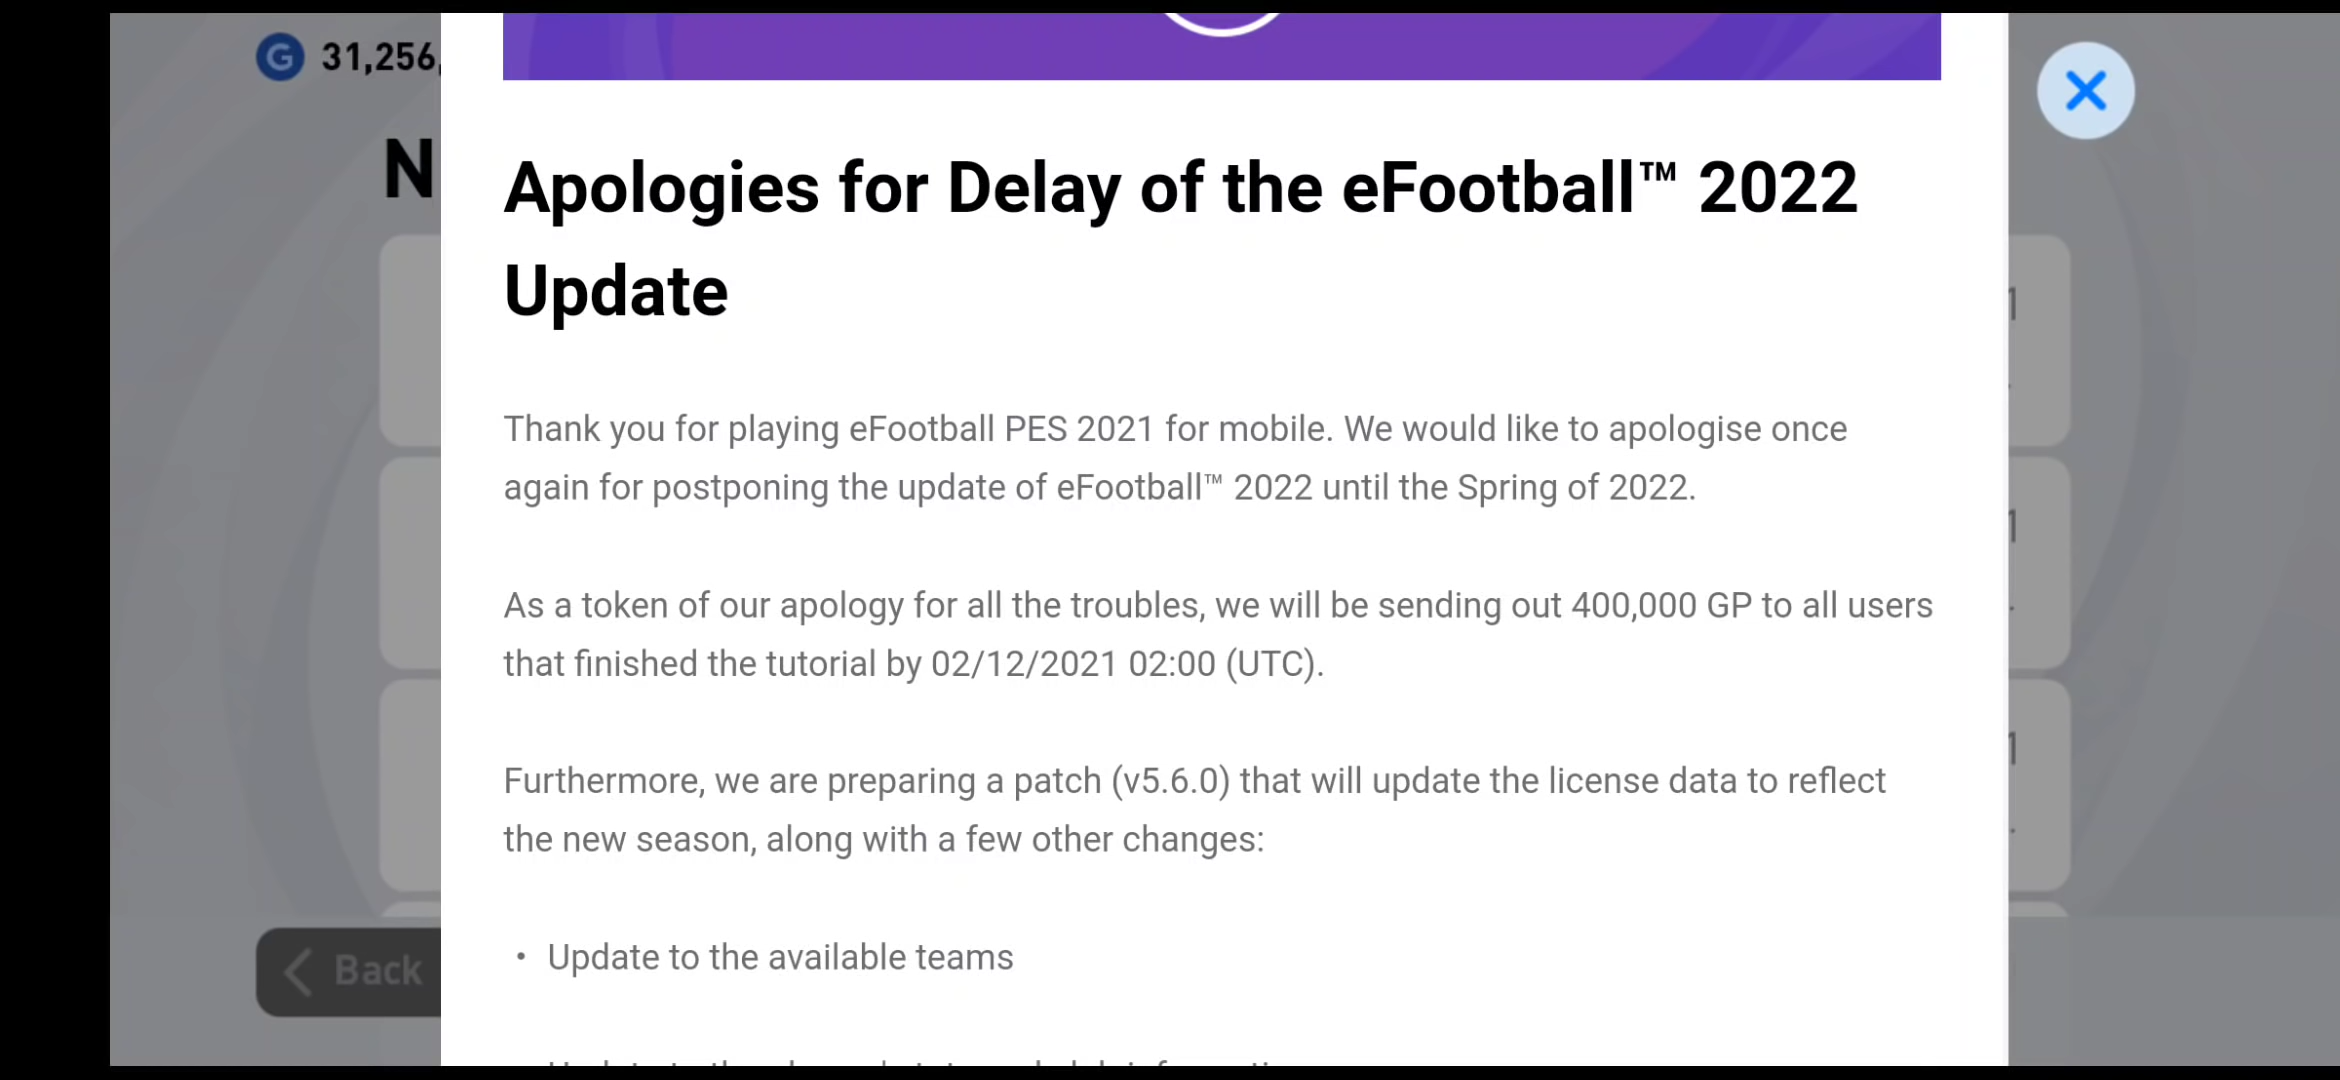 G 31,256,
N
Apologies for Delay of the eFootball™ 2022
Update
Thank you for playing eFootball PES 2021 for mobile. We would like to apologise once
again for postponing the update of eFootball™ 2022 until the Spring of 2022.
As a token of our apology for all the troubles, we will be sending out 400,000 GP to all users
that finished the tutorial by 02/12/2021 02:00 (UTC).
Furthermore, we are preparing a patch (v5.6.0) that will update the license data to reflect
the new season, along with a few other changes:
• Update to the available teams
Back